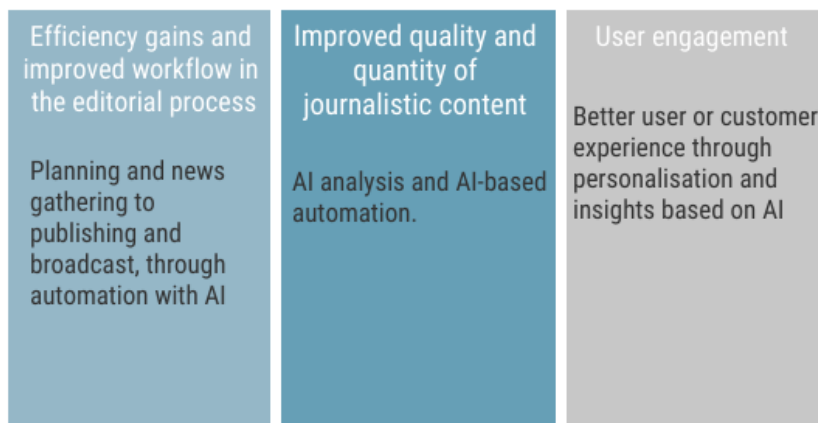 Efficiency gains and
improved workflow in
the editorial process
Planning and news
gathering to
publishing and
broadcast, through
automation with AI
Improved quality and
quantity of
journalistic content
AI analysis and AI-based
automation.
User engagement
Better user or customer
experience through
personalisation and
insights based on AI